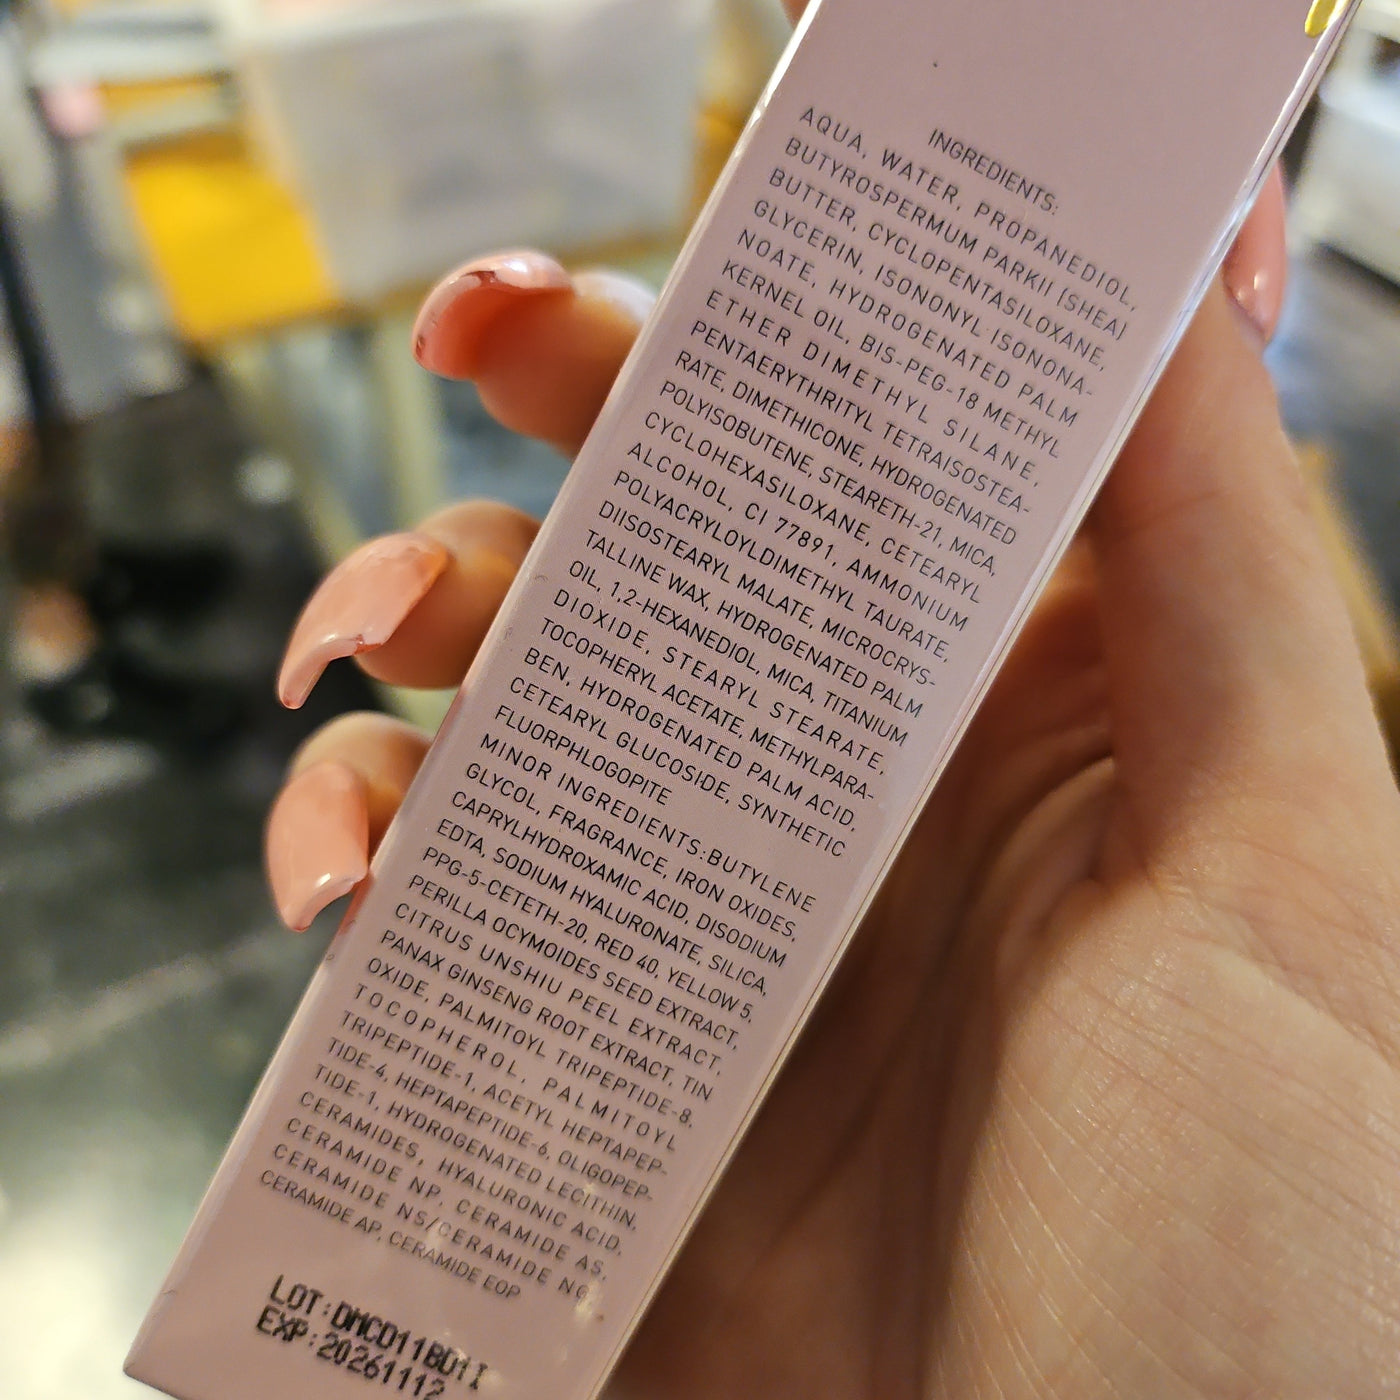 INGREDIENTS:
AQUA, WATER, PROPANEDIOL,
BUTYROSPERMUM PARKII (SHEA)
BUTTER, CYCLOPENTASILOXANE,
GLYCERIN, ISONONYL ISONONA-
NOATE, HYDROGENATED PALM
KERNEL OIL, BIS-PEG-18 METHYL
ETHER DIMETHYL SILANE,
PENTAERYTHRITYL TETRAISOSTEA-
RATE, DIMETHICONE, HYDROGENATED
POLYISOBUTENE, STEARETH-21, MICA,
CYCLOHEXASILOXANE, CETEARYL
ALCOHOL, CI 77891, AMMONIUM
POLYACRYLOYLDIMETHYL TAURATE,
DIISOSTEARYL MALATE, MICROCRYS-
TALLINE WAX, HYDROGENATED PALM
OIL, 1,2-HEXANEDIOL, MICA, TITANIUM
DIOXIDE, STEARYL STEARATE,
TOCOPHERYL ACETATE, METHYLPARA-
BEN, HYDROGENATED PALM ACID,
CETEARYL GLUCOSIDE, SYNTHETIC
FLUORPHLOGOPITE
MINOR INGREDIENTS:BUTYLENE
GLYCOL, FRAGRANCE, IRON OXIDES,
CAPRYLHYDROXAMIC ACID, DISODIUM
EDTA, SODIUM HYALURONATE, SILICA,
PPG-5-CETETH-20, RED 40, YELLOW 5,
PERILLA OCYMOIDES SEED EXTRACT,
CITRUS UNSHIU PEEL EXTRACT,
PANAX GINSENG ROOT EXTRACT, TIN
OXIDE, PALMITOYL TRIPEPTIDE-8,
TOCOPHEROL, PALMITOYL
TRIPEPTIDE-1, ACETYL HEPTAPEP-
TIDE-4, HEPTAPEPTIDE-6, OLIGOPEP-
TIDE-1, HYDROGENATED LECITHIN,
CERAMIDES, HYALURONIC ACID,
CERAMIDE NP, CERAMIDE AS,
CERAMIDE NS/CERAMIDE NG,
CERAMIDE AP, CERAMIDE EOP
LOT:DMCD11BD1I
EXP:20261112